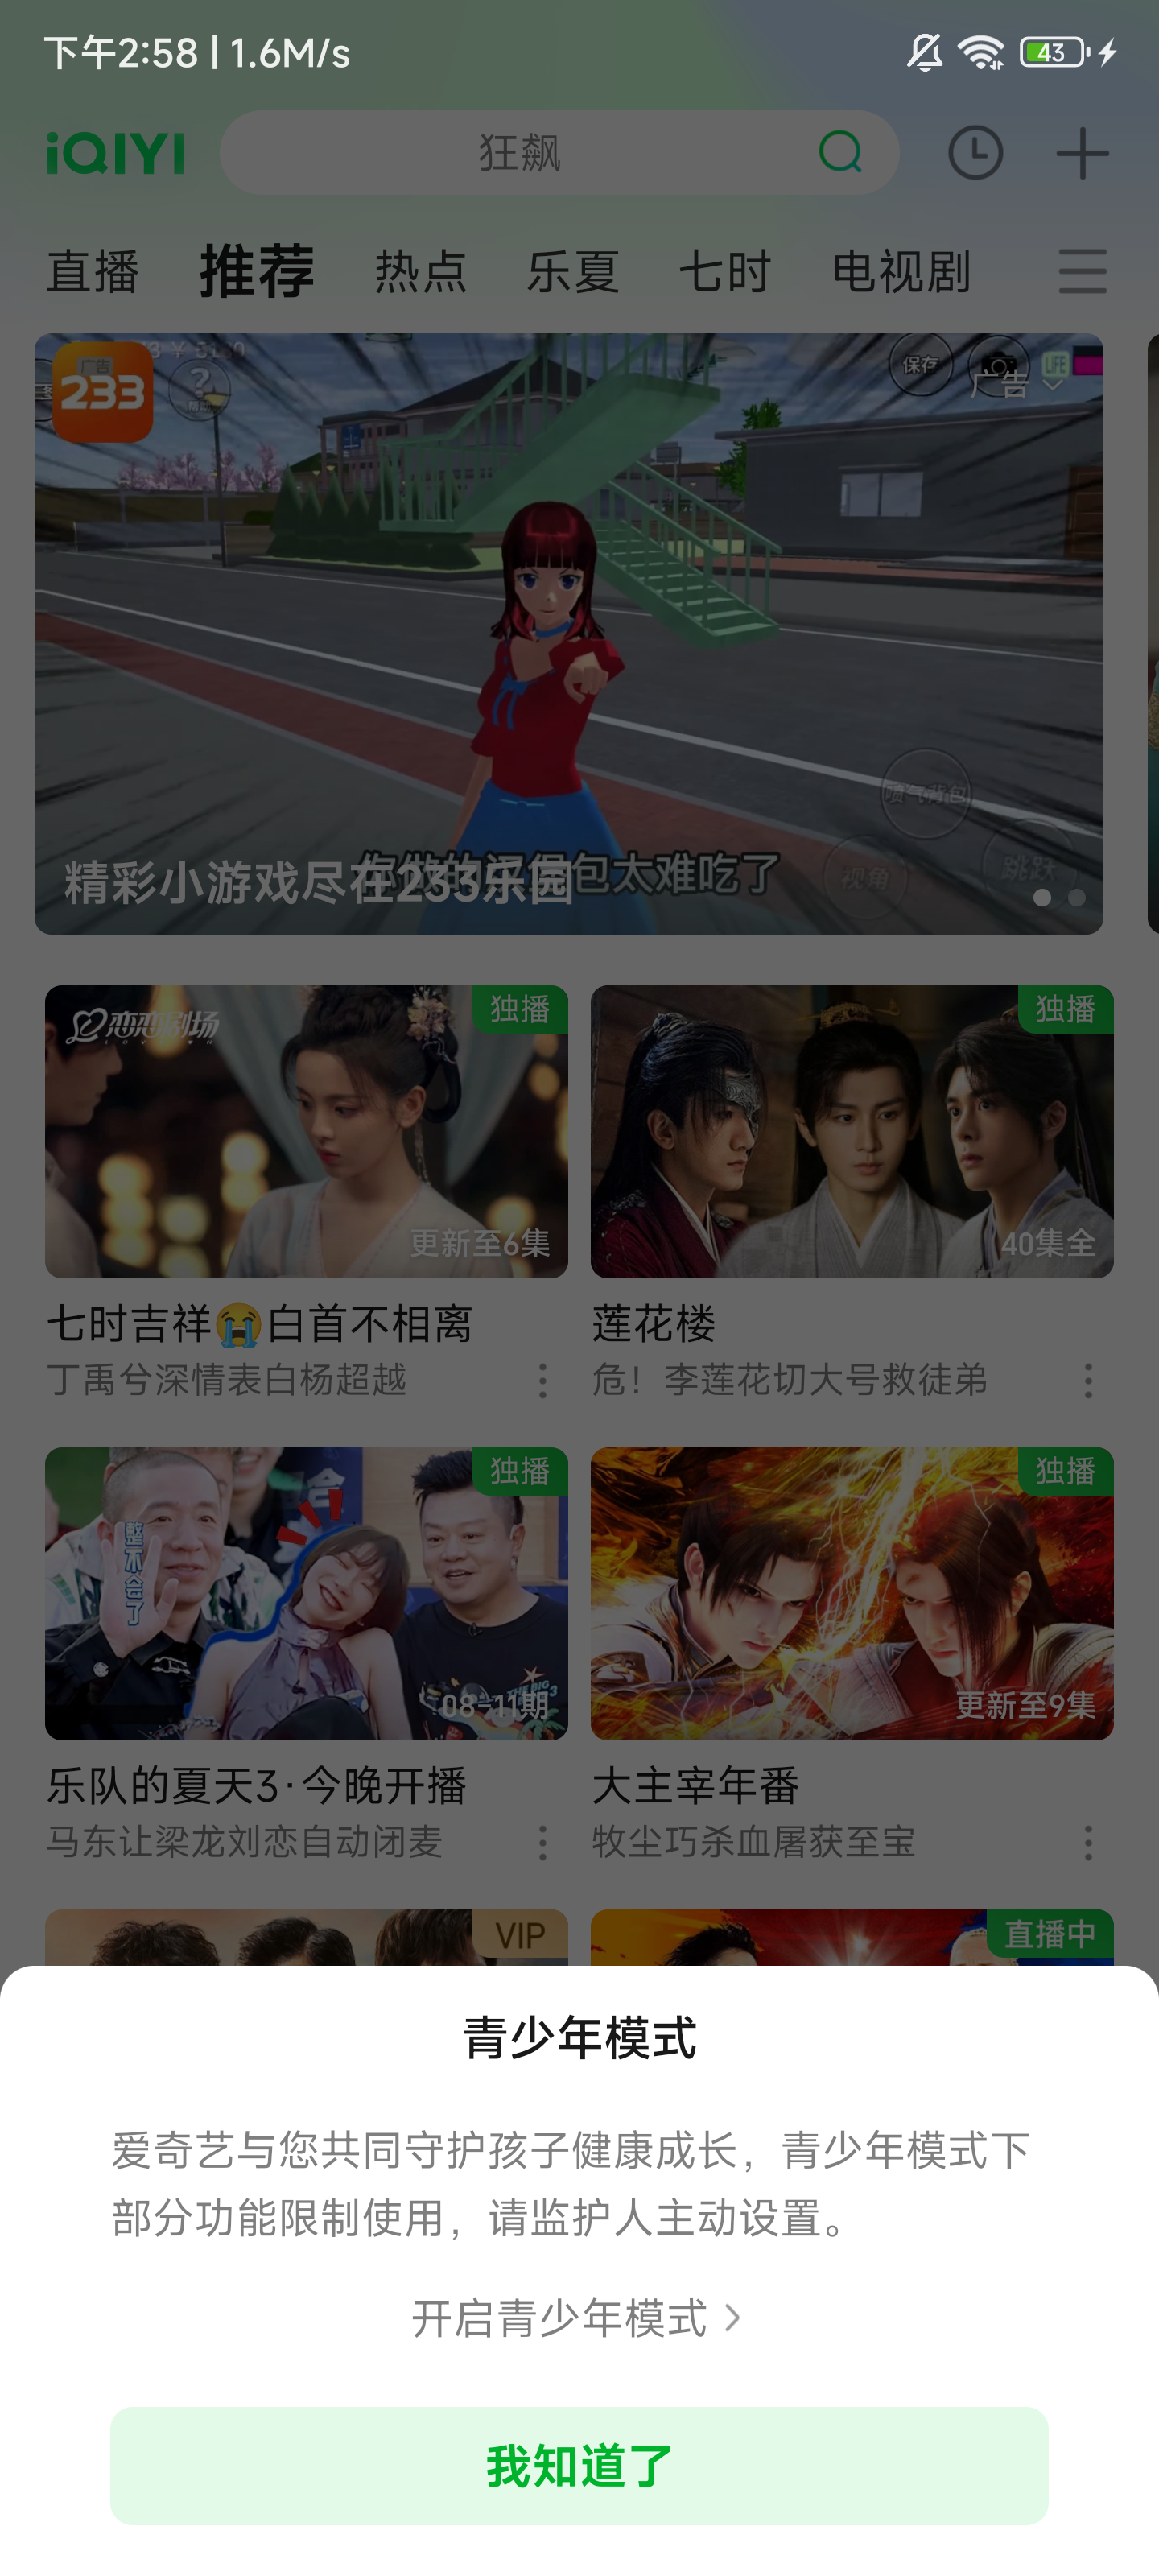 下午2:58 | 1.6M/s
43
iQIYI
狂飙
直播 推荐 热点 乐夏 七时 电视剧
广告
233
?
帮助
保存
LIFE
广告
喷气背包
包太难吃了
视角
跳跃
精彩小游戏尽在233乐园
恋恋剧场
独播
更新至6集
独播
40集全
七时吉祥😭白首不相离
莲花楼
丁禹兮深情表白杨超越
危！李莲花切大号救徒弟
独播
整不会了
THE BIG 3
08-11期
独播
更新至9集
乐队的夏天3·今晚开播
大主宰年番
马东让梁龙刘恋自动闭麦
牧尘巧杀血屠获至宝
VIP
直播中
青少年模式
爱奇艺与您共同守护孩子健康成长，青少年模式下
部分功能限制使用，请监护人主动设置。
开启青少年模式
我知道了